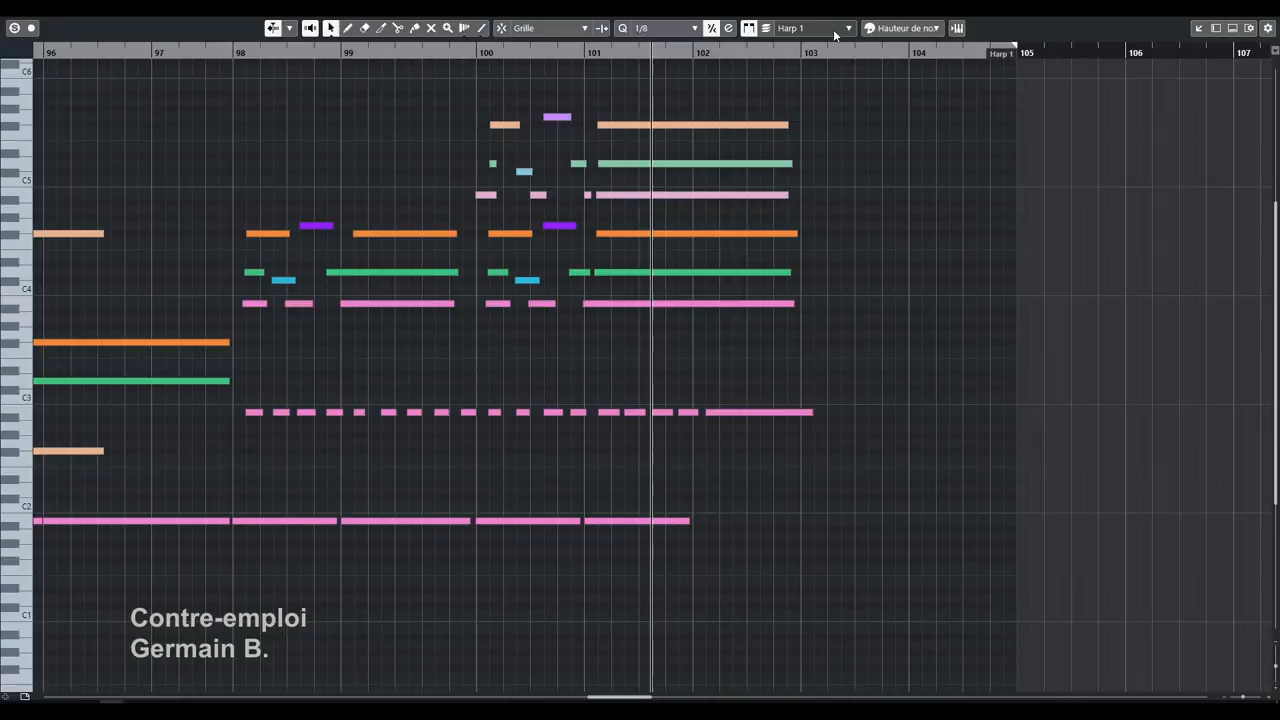 Grille
Q 1/8
Harp 1
Hauteur de no
96 97 98 99 100 101 102 103 104 Harp 1 105 106 107
C6
C5
C4
C3
C2
C1
Contre-emploi
Germain B.